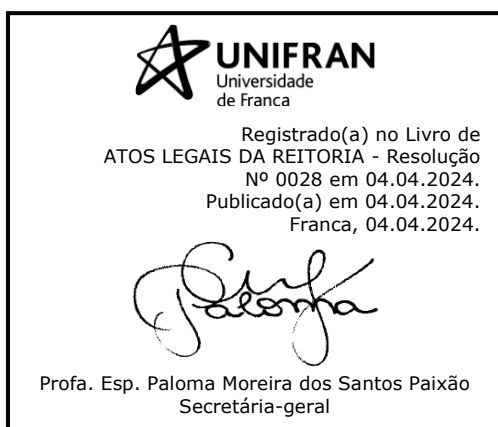 UNIFRAN
Universidade
de Franca
Registrado(a) no Livro de
ATOS LEGAIS DA REITORIA - Resolução
Nº 0028 em 04.04.2024.
Publicado(a) em 04.04.2024.
Franca, 04.04.2024.
Paloma
Profa. Esp. Paloma Moreira dos Santos Paixão
Secretária-geral